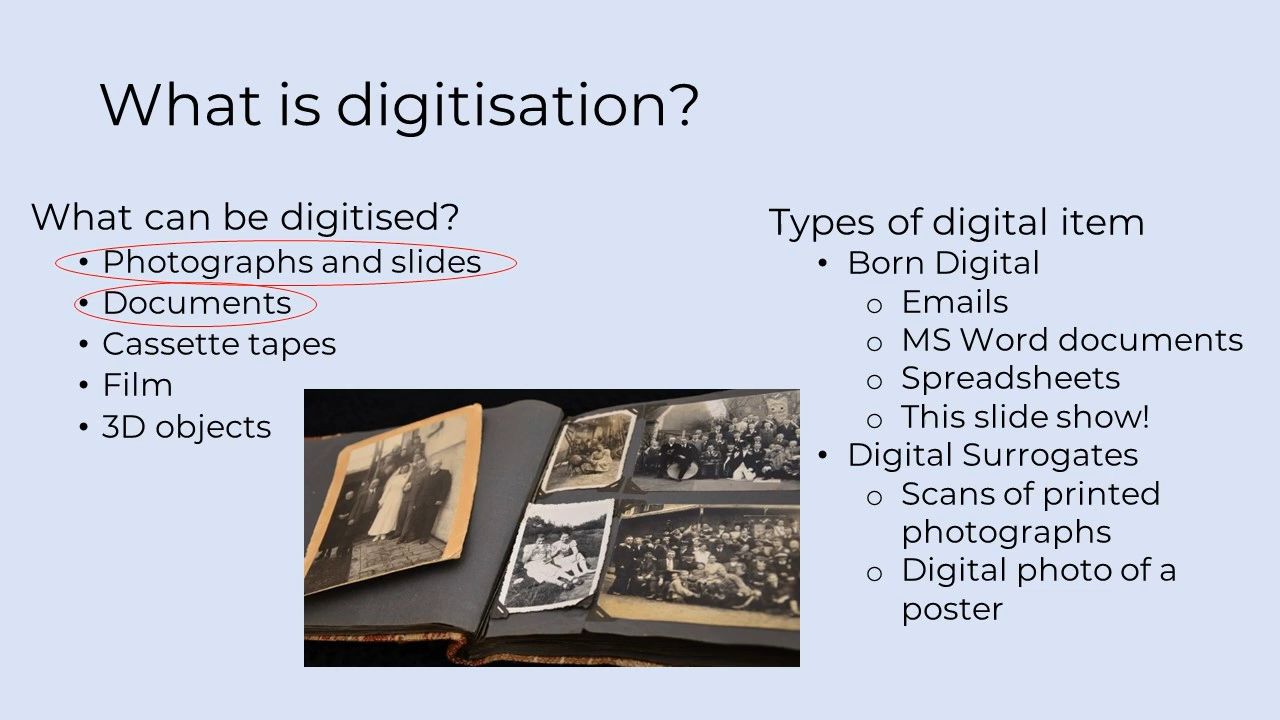 What is digitisation?
What can be digitised?
• Photographs and slides
• Documents
• Cassette tapes
• Film
• 3D objects
Types of digital item
• Born Digital
o Emails
o MS Word documents
o Spreadsheets
o This slide show!
• Digital Surrogates
o Scans of printed
photographs
o Digital photo of a
poster